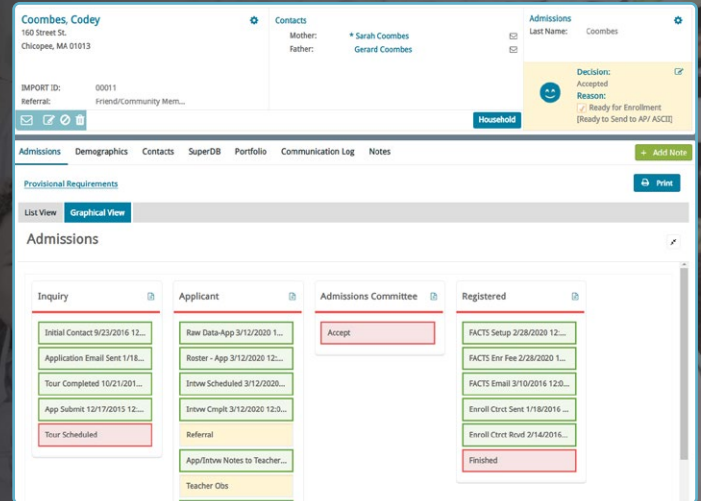 Coombes, Codey
160 Street St.
Chicopee, MA 01013
IMPORT ID: 00011
Referral: Friend/Community Mem...
Contacts
Mother: * Sarah Coombes
Father: Gerard Coombes
Household
Admissions
Last Name: Coombes
Decision:
Accepted
Reason:
Ready for Enrollment
[Ready to Send to AP/ ASCII]
Admissions Demographics Contacts SuperDB Portfolio Communication Log Notes
+ Add Note
Provisional Requirements
Print
List View Graphical View
Admissions
Inquiry
Initial Contact 9/23/2016 12...
Application Email Sent 1/18...
Tour Completed 10/21/201...
App Submit 12/17/2015 12:...
Tour Scheduled
Applicant
Raw Data-App 3/12/2020 1...
Roster - App 3/12/2020 12:...
Intvw Scheduled 3/12/2020...
Intvw Cmplt 3/12/2020 12:0...
Referral
App/Intvw Notes to Teacher...
Teacher Obs
Admissions Committee
Accept
Registered
FACTS Setup 2/28/2020 12:...
FACTS Enr Fee 2/28/2020 1...
FACTS Email 3/10/2016 12:0...
Enroll Ctrct Sent 1/18/2016 ...
Enroll Ctrct Rcvd 2/14/2016...
Finished